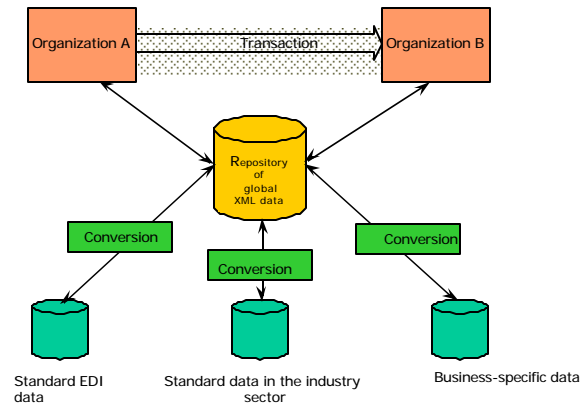 Organization A
Transaction
Organization B
Repository
of
global
XML data
Conversion
Conversion
Conversion
Standard EDI
data
Standard data in the industry
sector
Business-specific data